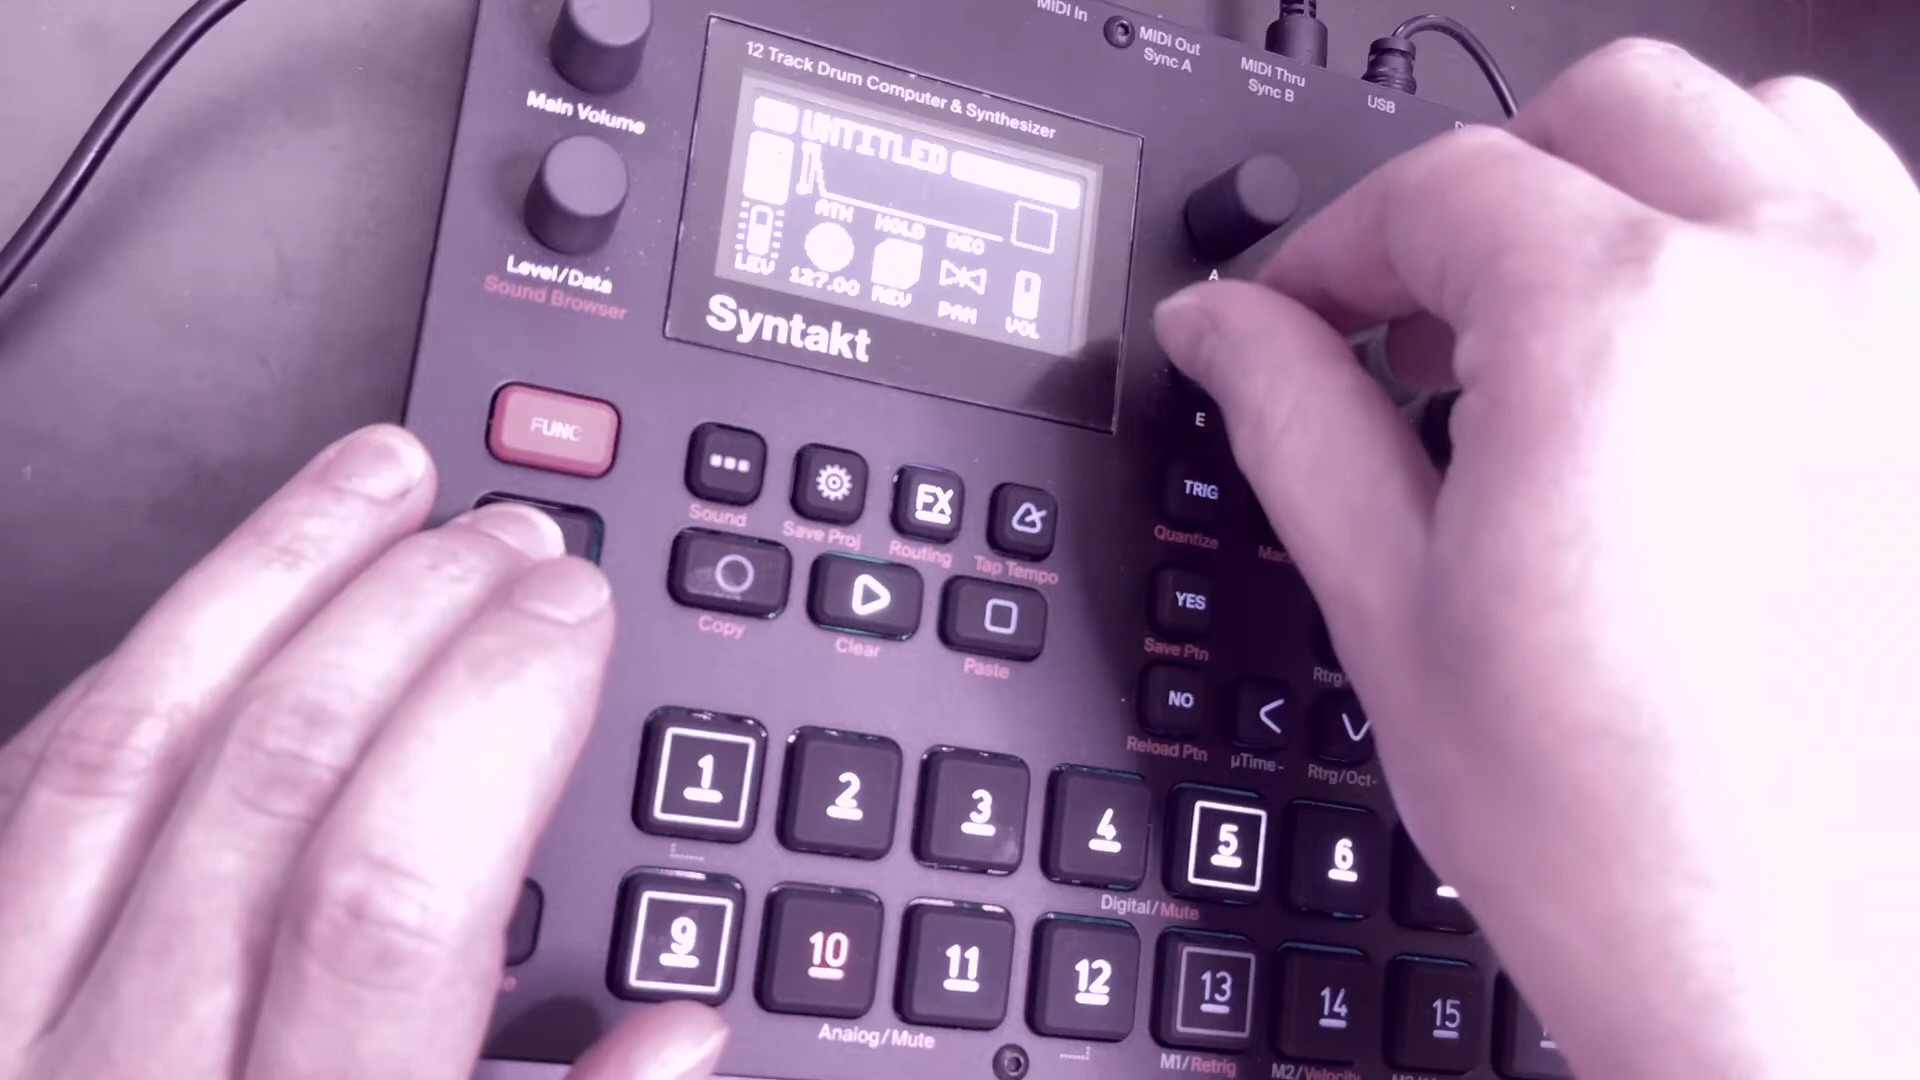 MIDI In
MIDI Out
Sync A
MIDI Thru
Sync B
USB
12 Track Drum Computer & Synthesizer
Main Volume
UNTITLED
ATK HOLD DEC
LEV 127.00 REV PAN VOL
Level/Data
Sound Browser
Syntakt
A
E
FUNC
FX
TRIG
Sound
Save Proj
Routing
Tap Tempo
Quantize
YES
Copy
Clear
Paste
Save Ptn
NO
Reload Ptn
µTime-
Rtrg/Oct-
1
2
3
4
5
6
Digital/Mute
9
10
11
12
13
14
15
Analog/Mute
M1/Retrig
M2/Velocity